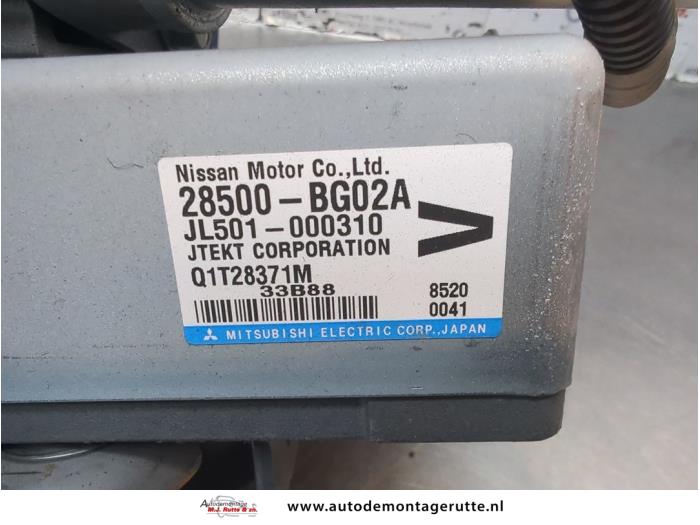 Nissan Motor Co.,Ltd.
28500-BG02A
JL501-000310
JTEKT CORPORATION
Q1T28371M
33B88
8520
0041
MITSUBISHI ELECTRIC CORP.,JAPAN
Autodemontage
M.J. Rutte & zn.
www.autodemontagerutte.nl